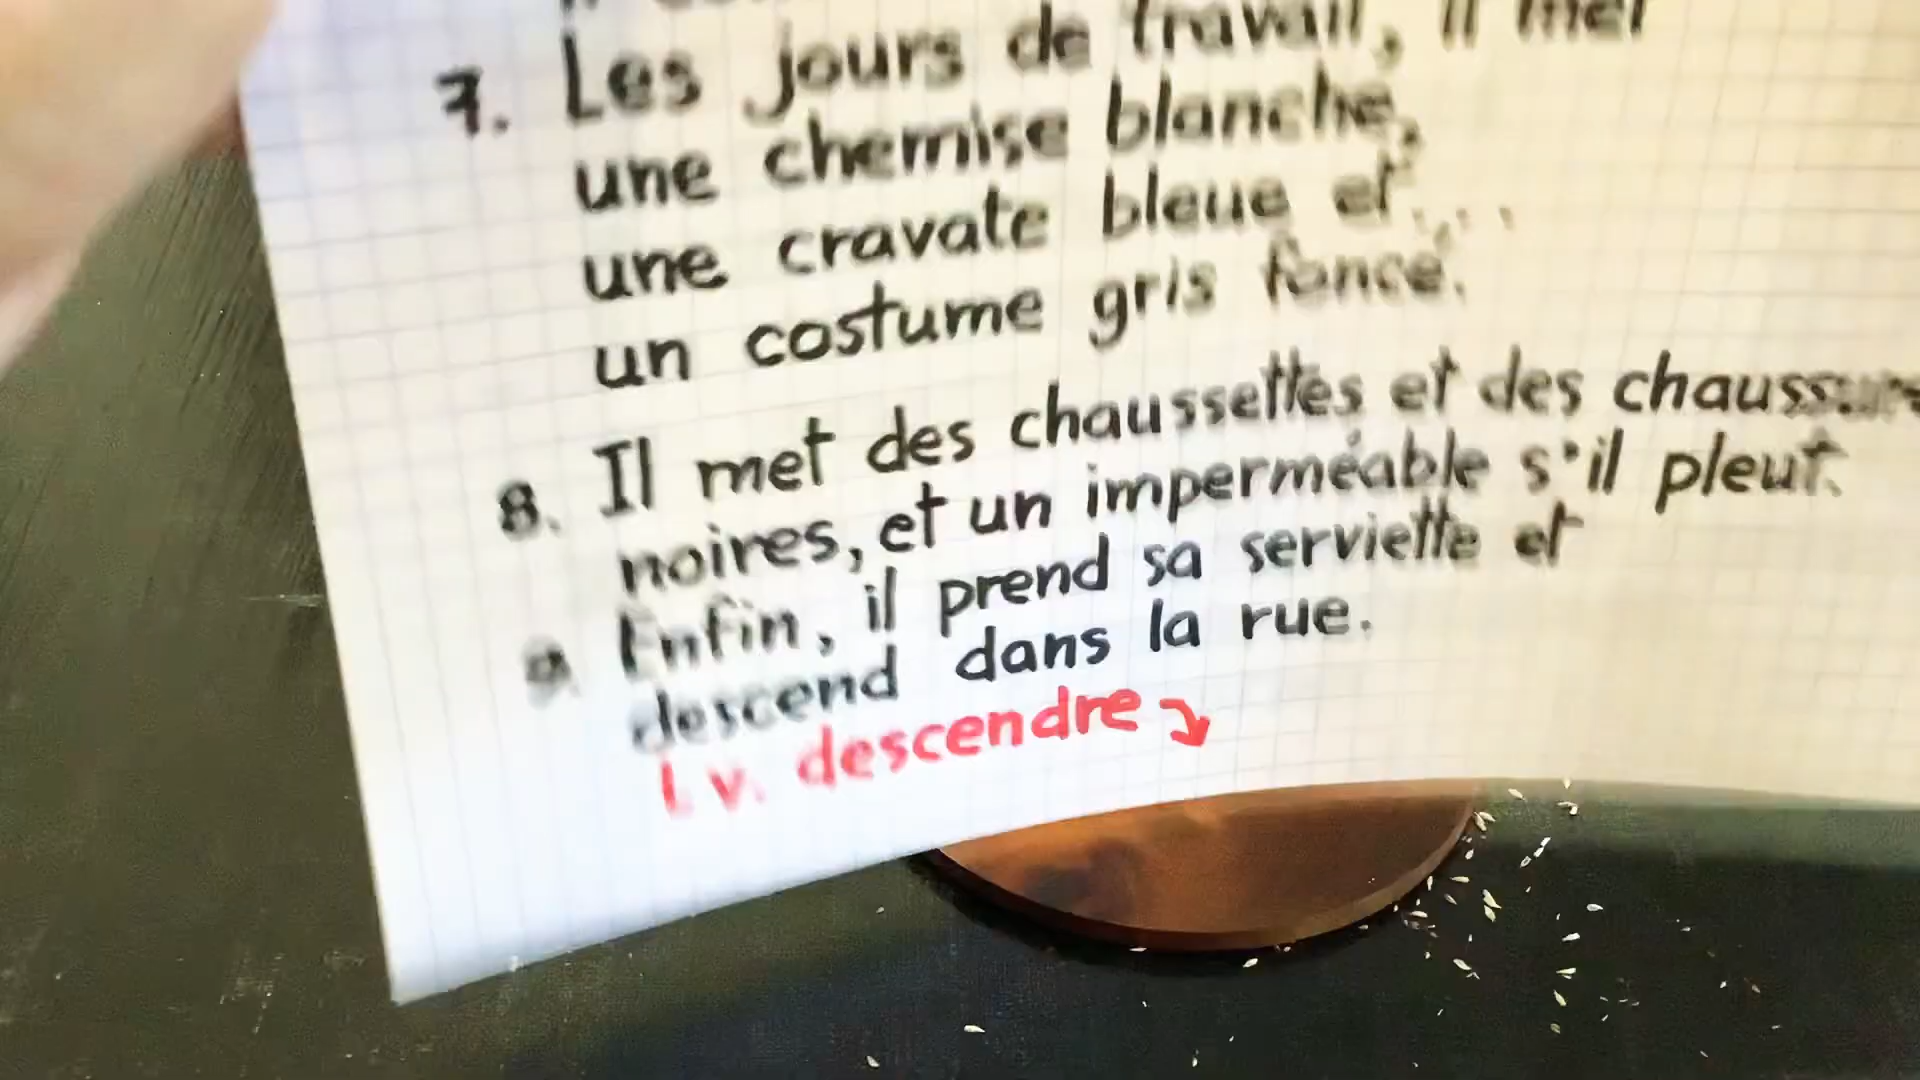 7. Les jours de travail, il met
une chemise blanche,
une cravate bleue et...
un costume gris foncé.
8. Il met des chaussettes et des chaussures
noires, et un imperméable s'il pleut.
9. Enfin, il prend sa serviette et
descend dans la rue.
L v. descendre ↘